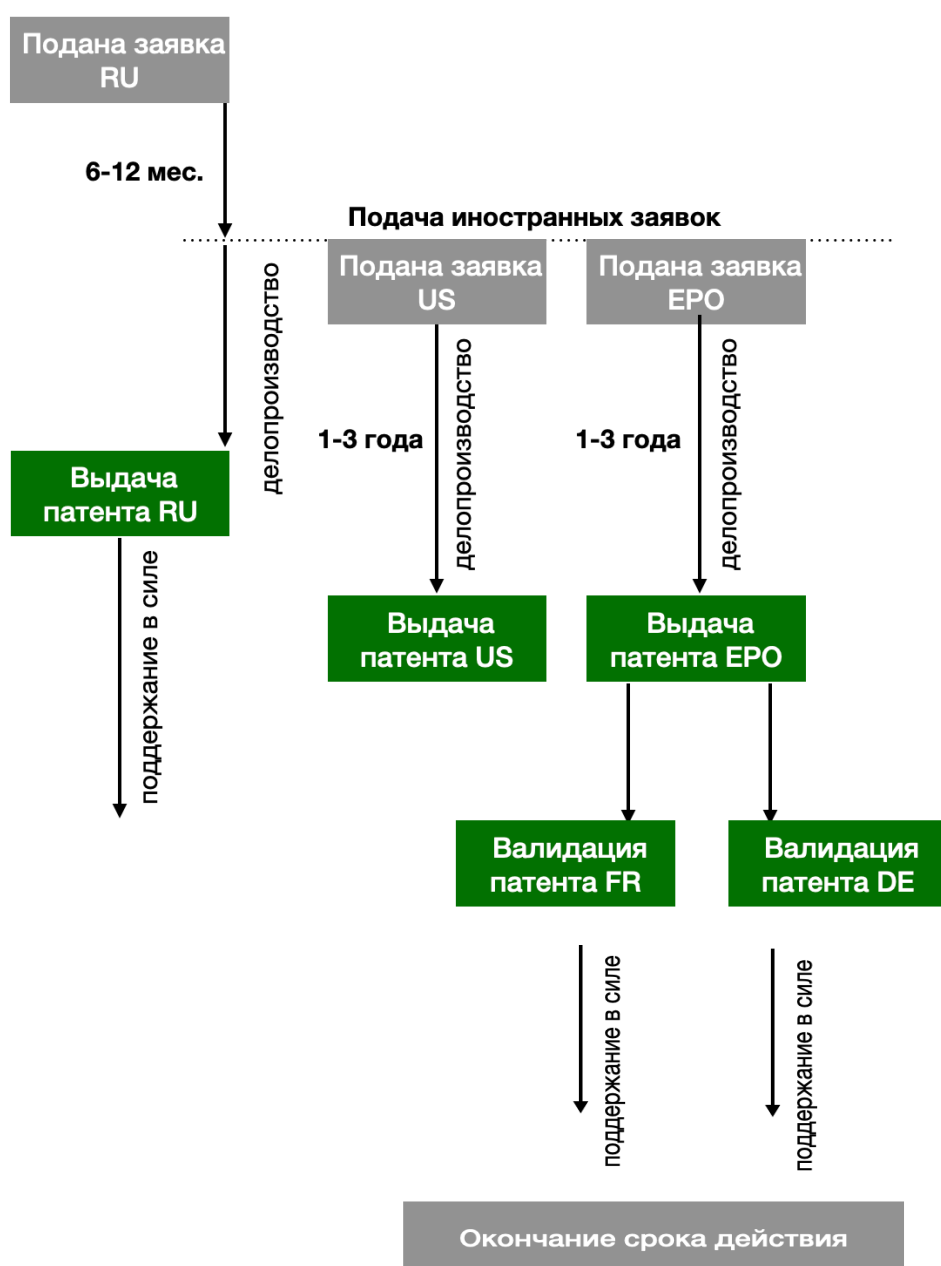 Подана заявка
RU
6-12 мес.
Подача иностранных заявок
Подана заявка
US
Подана заявка
EPO
делопроизводство
делопроизводство
делопроизводство
1-3 года
1-3 года
Выдача
патента RU
поддержание в силе
Выдача
патента US
Выдача
патента EPO
Валидация
патента FR
Валидация
патента DE
поддержание в силе
поддержание в силе
Окончание срока действия